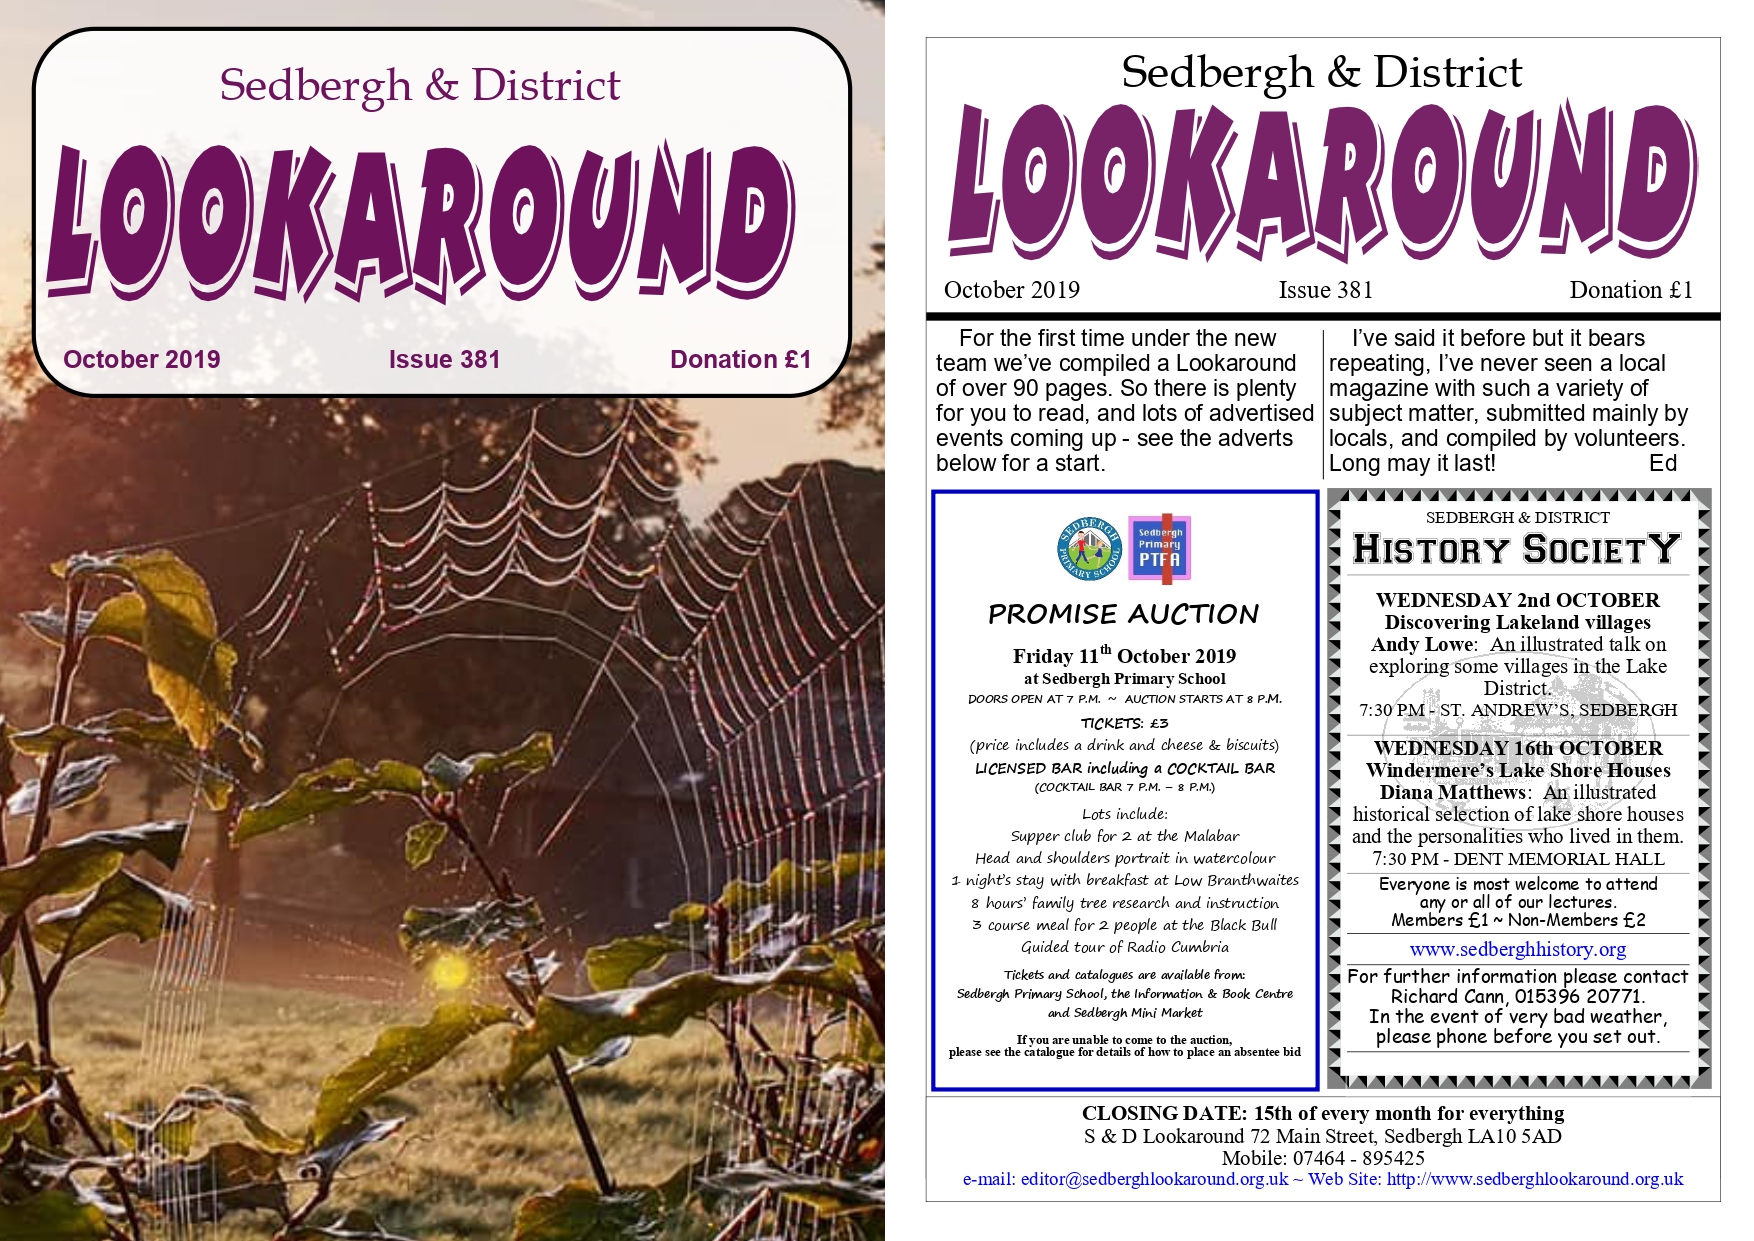 Sedbergh & District
LOOKAROUND
October 2019 Issue 381 Donation £1
Sedbergh & District
LOOKAROUND
October 2019 Issue 381 Donation £1
For the first time under the new
team we’ve compiled a Lookaround
of over 90 pages. So there is plenty
for you to read, and lots of advertised
events coming up - see the adverts
below for a start.
I’ve said it before but it bears
repeating, I’ve never seen a local
magazine with such a variety of
subject matter, submitted mainly by
locals, and compiled by volunteers.
Long may it last! Ed
SEDBERGH
PRIMARY SCHOOL
Sedbergh
Primary
PTFA
PROMISE AUCTION
Friday 11th October 2019
at Sedbergh Primary School
DOORS OPEN AT 7 P.M. ~ AUCTION STARTS AT 8 P.M.
TICKETS: £3
(price includes a drink and cheese & biscuits)
LICENSED BAR including a COCKTAIL BAR
(COCKTAIL BAR 7 P.M. – 8 P.M.)
Lots include:
Supper club for 2 at the Malabar
Head and shoulders portrait in watercolour
1 night’s stay with breakfast at Low Branthwaites
8 hours’ family tree research and instruction
3 course meal for 2 people at the Black Bull
Guided tour of Radio Cumbria
Tickets and catalogues are available from:
Sedbergh Primary School, the Information & Book Centre
and Sedbergh Mini Market
If you are unable to come to the auction,
please see the catalogue for details of how to place an absentee bid
SEDBERGH & DISTRICT
HISTORY SOCIETY
WEDNESDAY 2nd OCTOBER
Discovering Lakeland villages
Andy Lowe: An illustrated talk on
exploring some villages in the Lake
District.
7:30 PM - ST. ANDREW’S, SEDBERGH
WEDNESDAY 16th OCTOBER
Windermere’s Lake Shore Houses
Diana Matthews: An illustrated
historical selection of lake shore houses
and the personalities who lived in them.
7:30 PM - DENT MEMORIAL HALL
Everyone is most welcome to attend
any or all of our lectures.
Members £1 ~ Non-Members £2
www.sedberghhistory.org
For further information please contact
Richard Cann, 015396 20771.
In the event of very bad weather,
please phone before you set out.
CLOSING DATE: 15th of every month for everything
S & D Lookaround 72 Main Street, Sedbergh LA10 5AD
Mobile: 07464 - 895425
e-mail: editor@sedberghlookaround.org.uk ~ Web Site: http://www.sedberghlookaround.org.uk